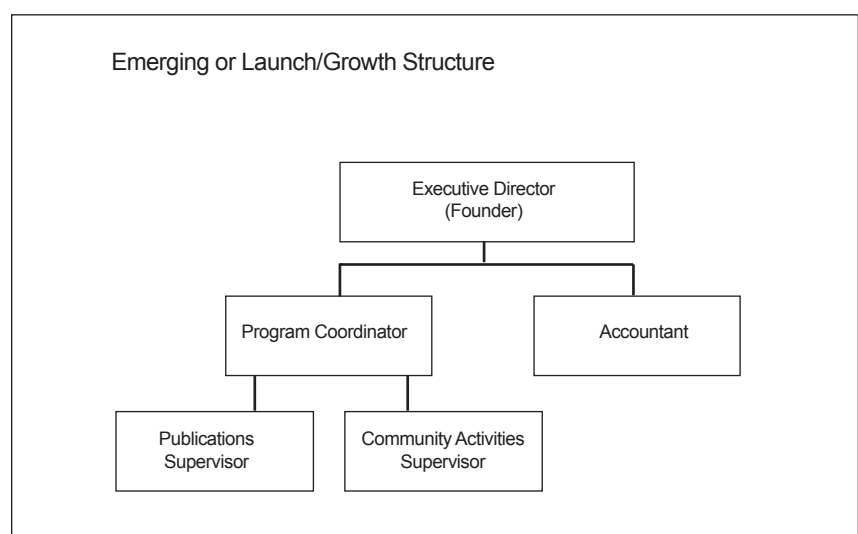 Emerging or Launch/Growth Structure
Executive Director
(Founder)
Program Coordinator
Accountant
Publications
Supervisor
Community Activities
Supervisor